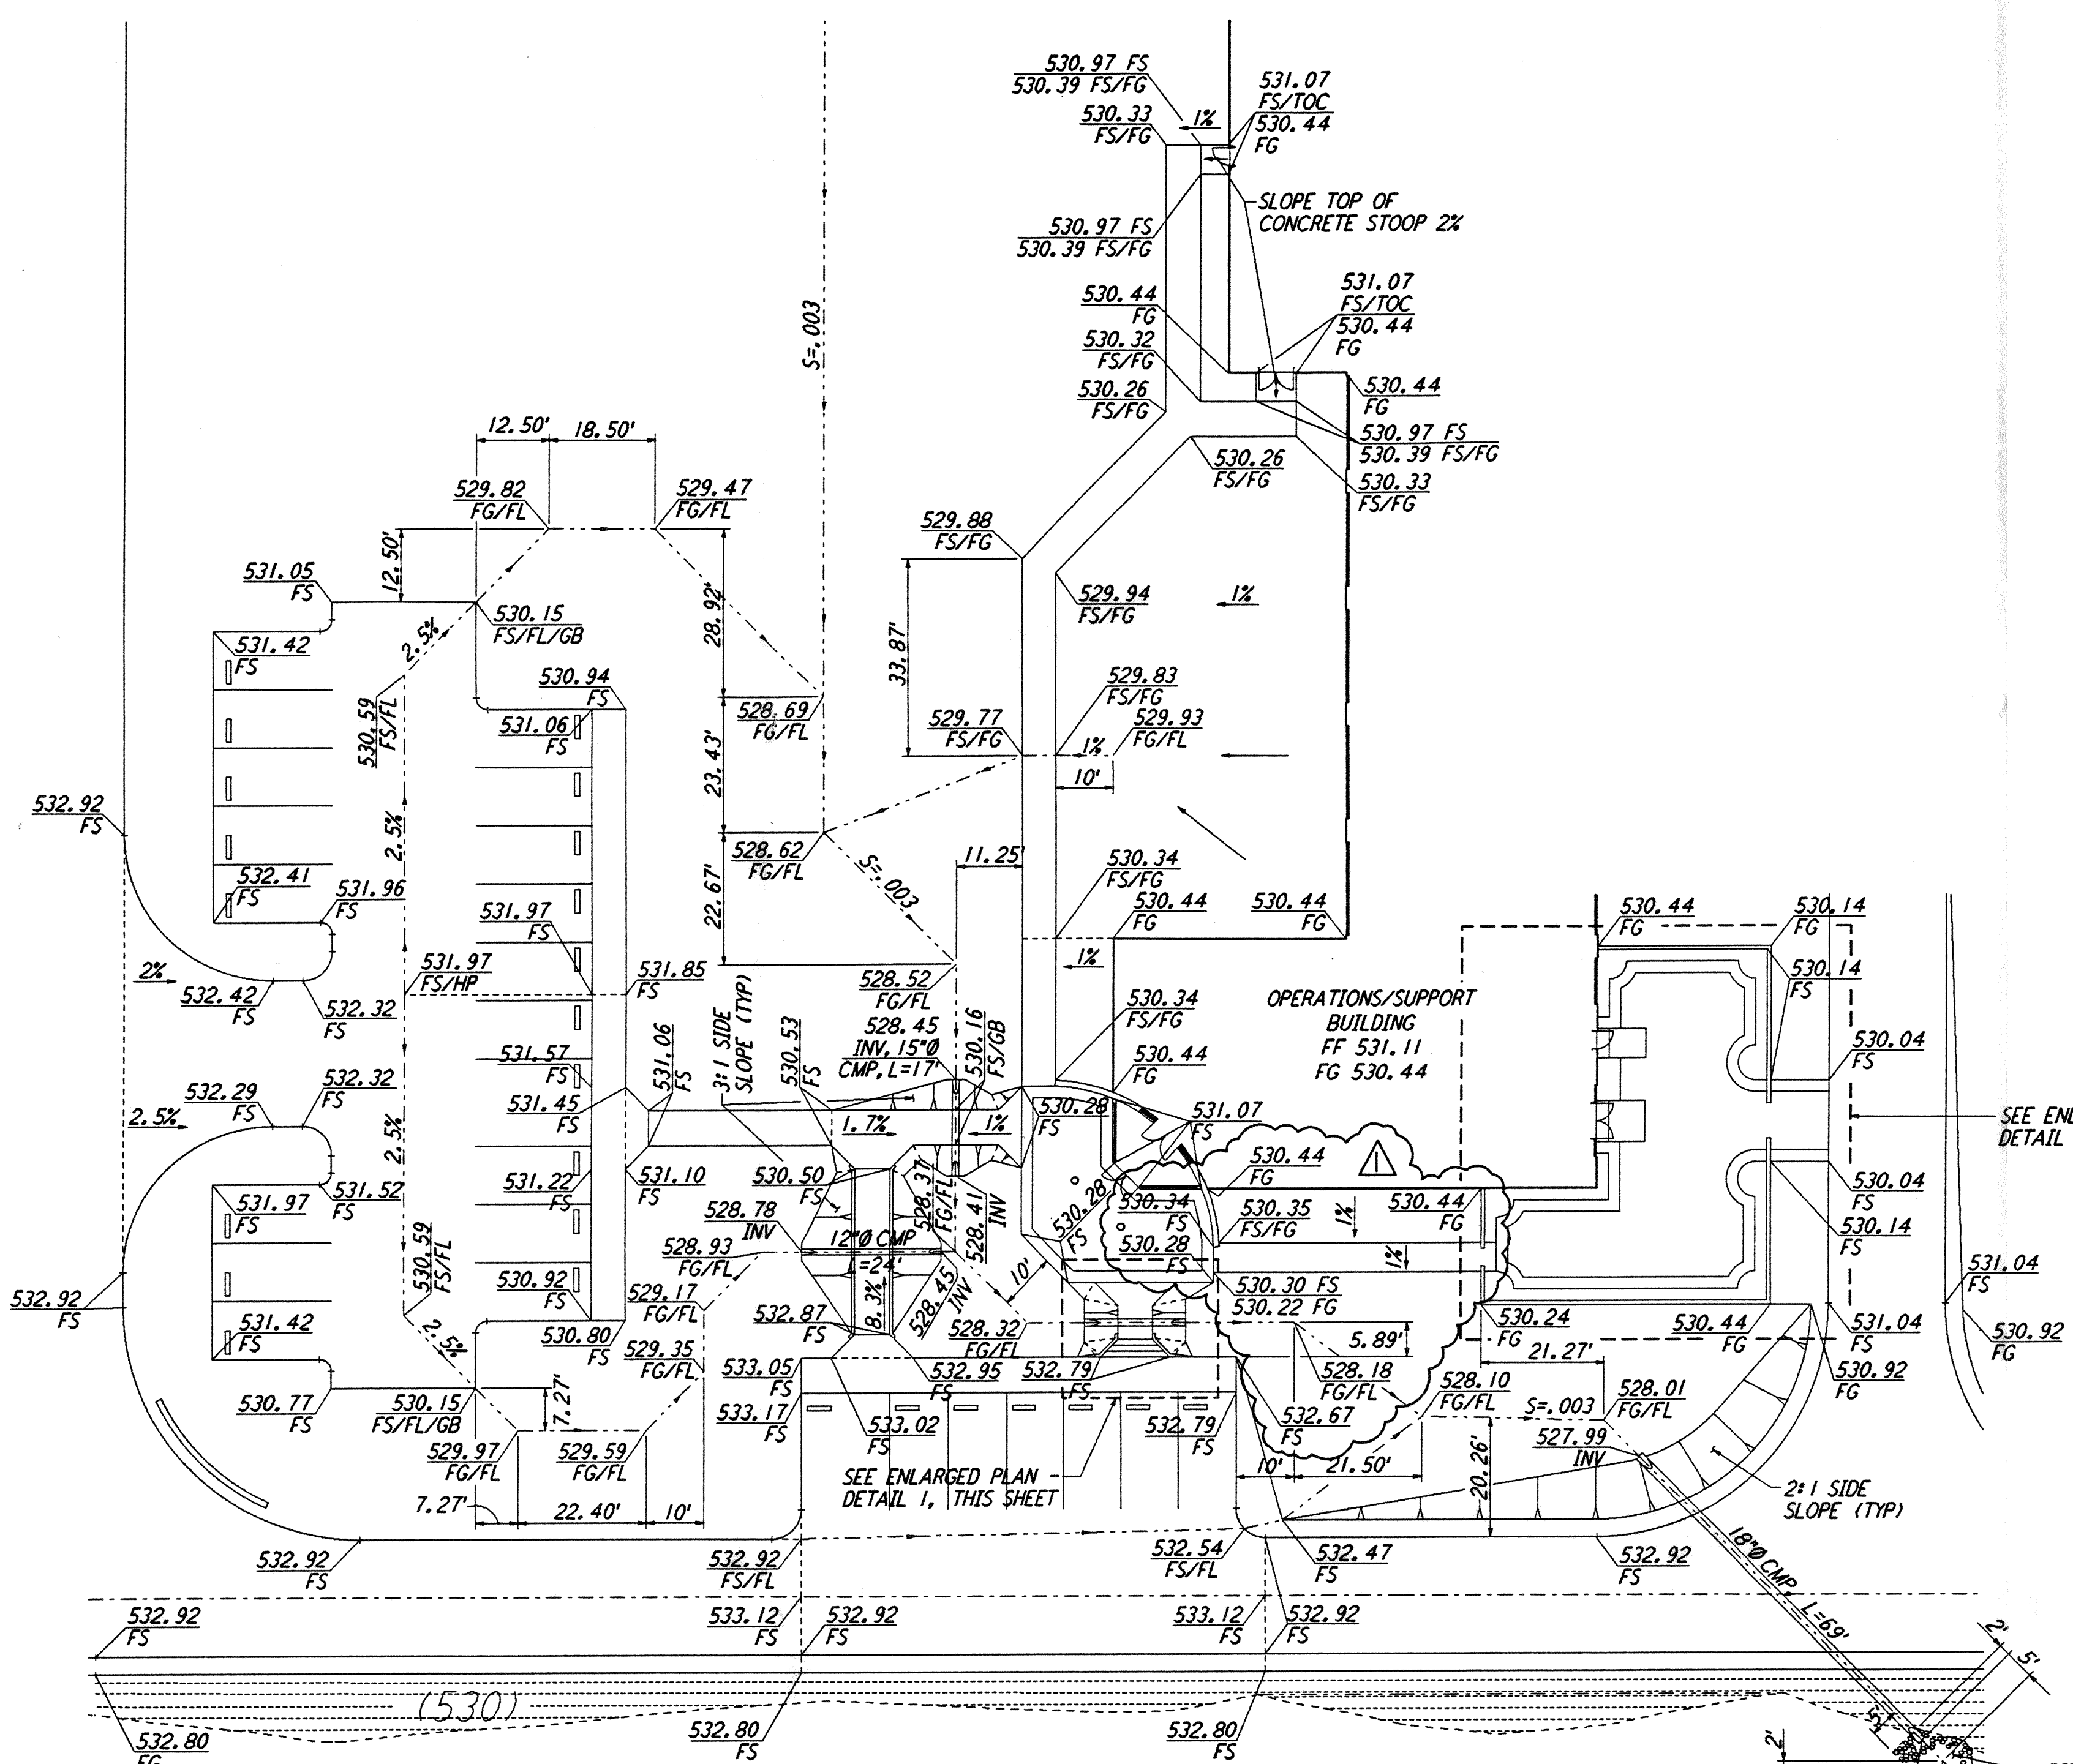 530.97 FS
530.39 FS/FG
531.07
FS/TOC
530.44
FG
530.33
FS/FG
1%
SLOPE TOP OF
CONCRETE STOOP 2%
530.97 FS
530.39 FS/FG
531.07
FS/TOC
530.44
FG
530.44
FG
530.32
FS/FG
S=.003
530.26
FS/FG
530.44
FG
530.97 FS
530.39 FS/FG
530.26
FS/FG
530.33
FS/FG
12.50'
18.50'
529.82
FG/FL
529.47
FG/FL
529.88
FS/FG
12.50'
531.05
FS
530.15
FS/FL/GB
28.92'
529.94
FS/FG
1%
531.42
FS
2.5%
33.87'
530.94
FS
530.59
FS/FL
531.06
FS
528.69
FG/FL
529.83
FS/FG
529.77
FS/FG
529.93
FG/FL
1%
23.43'
10'
532.92
FS
2.5%
528.62
FG/FL
S=.003
11.25'
530.34
FS/FG
532.41
FS
531.96
FS
22.67'
531.97
FS
530.44
FG
530.44
FG
530.44
FG
530.14
FG
2%
531.97
FS/HP
531.85
FS
528.52
FG/FL
1%
530.14
FS
532.42
FS
532.32
FS
3:1 SIDE
SLOPE (TYP)
530.34
FS/FG
OPERATIONS/SUPPORT
BUILDING
FF 531.11
FG 530.44
528.45
INV, 15"Ø
CMP, L=17'
530.16
FS/GB
531.06
FS
530.53
FS
530.04
FS
531.57
FS
530.44
FG
532.29
FS
532.32
FS
531.45
FS
2.5%
2.5%
1.7%
1%
530.28
FS
531.07
FS
SEE ENL
DETAIL
531.97
FS
531.52
FS
531.22
FS
531.10
FS
530.50
FS
528.37
FG/FL
528.41
INV
530.28
FS
530.44
FG
1
530.34
FS
530.35
FS/FG
1%
530.44
FG
530.04
FS
530.14
FS
528.78
INV
528.93
FG/FL
12"Ø CMP
L=24'
530.59
FS/FL
530.28
FS
1%
10'
532.92
FS
530.92
FS
529.17
FG/FL
8.3%
528.45
INV
530.30 FS
530.22 FG
531.04
FS
531.42
FS
2.5%
530.80
FS
532.87
FS
528.32
FG/FL
5.89'
530.24
FG
530.44
FG
531.04
FS
530.92
FG
529.35
FG/FL
533.05
FS
532.95
FS
532.79
FS
528.18
FG/FL
21.27'
530.92
FG
530.77
FS
530.15
FS/FL/GB
7.27'
533.17
FS
533.02
FS
532.79
FS
532.67
FS
528.10
FG/FL
S=.003
528.01
FG/FL
529.97
FG/FL
529.59
FG/FL
527.99
INV
SEE ENLARGED PLAN
DETAIL 1, THIS SHEET
10'
21.50'
20.26'
2:1 SIDE
SLOPE (TYP)
7.27'
22.40'
10'
532.92
FS
532.92
FS/FL
532.54
FS/FL
532.47
FS
532.92
FS
18"Ø CMP,
L=69'
532.92
FS
533.12
FS
532.92
FS
533.12
FS
532.92
FS
2'
5'
(530)
532.80
FG
532.80
FS
532.80
FS
5'
2'